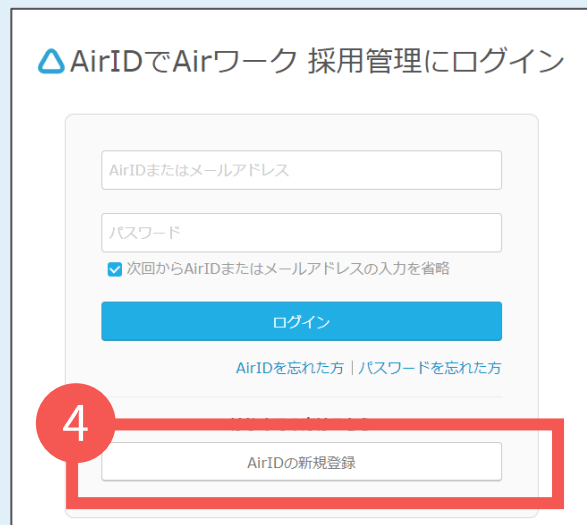 AirIDでAirワーク 採用管理にログイン
AirIDまたはメールアドレス
パスワード
次回からAirIDまたはメールアドレスの入力を省略
ログイン
AirIDを忘れた方｜パスワードを忘れた方
4
AirIDの新規登録